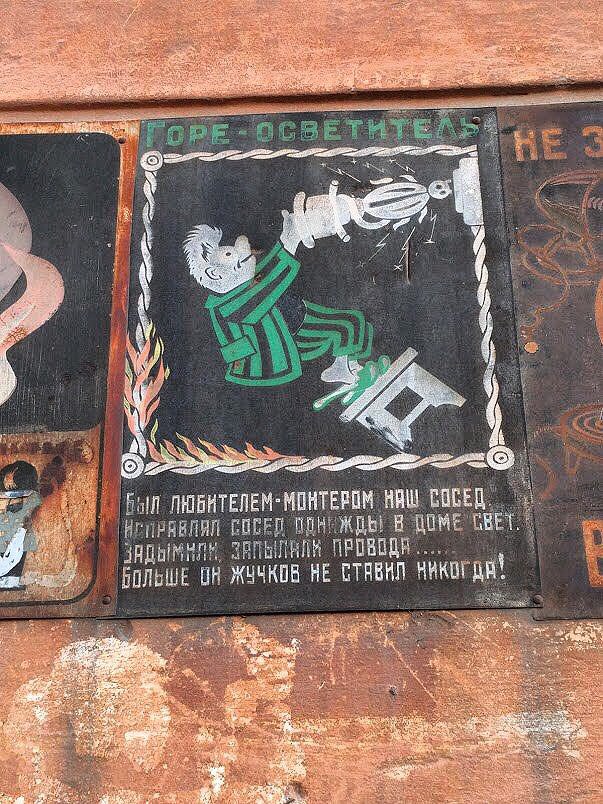 ГОРЕ-ОСВЕТИТЕЛЬ
НЕ З
БЫЛ ЛЮБИТЕЛЕМ-МОНТЕРОМ НАШ СОСЕД.
ИСПРАВЛЯЛ СОСЕД ОДНАЖДЫ В ДОМЕ СВЕТ.
ЗАДЫМИЛИ, ЗАПЫЛАЛИ ПРОВОДА......
БОЛЬШЕ ОН ЖУЧКОВ НЕ СТАВИЛ НИКОГДА!
В